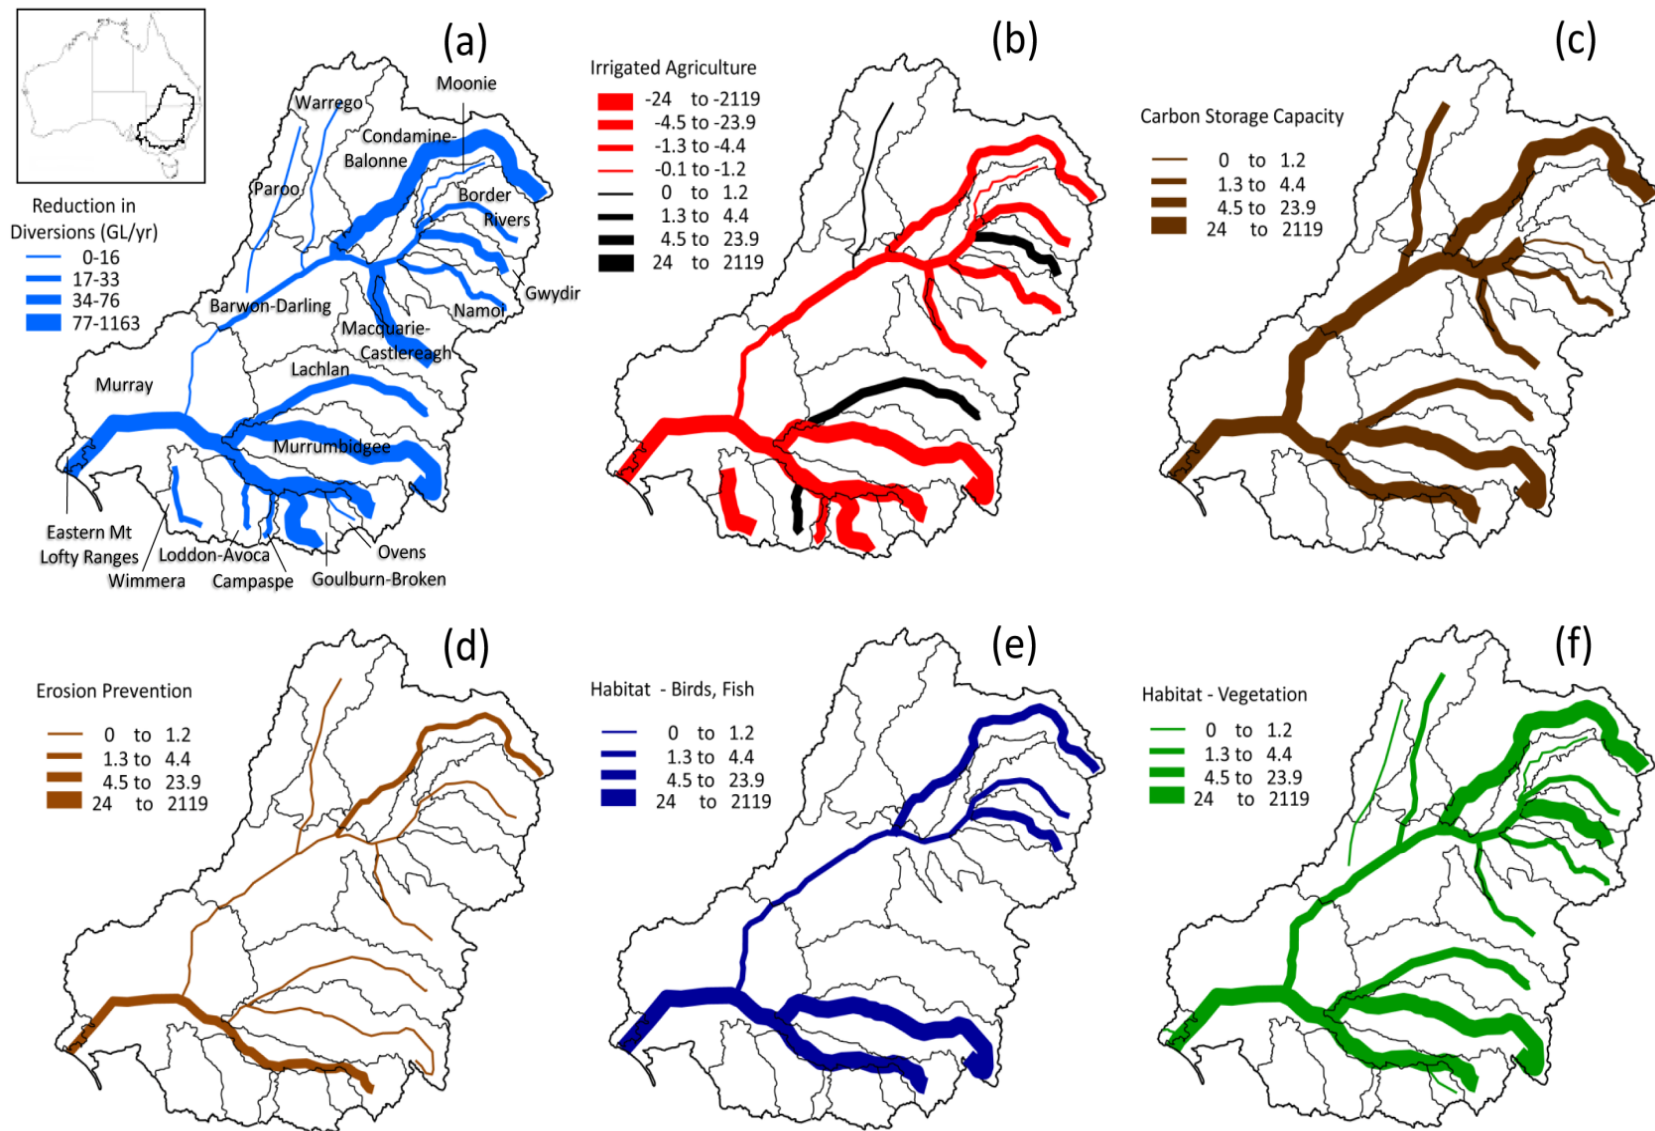 (a)
Reduction in
Diversions (GL/yr)
0-16
17-33
34-76
77-1163
Moonie
Warrego
Condamine-
Balonne
Paroo
Border
Rivers
Gwydir
Barwon-Darling
Namoi
Macquarie-
Castlereagh
Lachlan
Murray
Murrumbidgee
Eastern Mt
Lofty Ranges
Wimmera
Loddon-Avoca
Campaspe
Ovens
Goulburn-Broken
(b)
Irrigated Agriculture
-24 to -2119
-4.5 to -23.9
-1.3 to -4.4
-0.1 to -1.2
0 to 1.2
1.3 to 4.4
4.5 to 23.9
24 to 2119
(c)
Carbon Storage Capacity
0 to 1.2
1.3 to 4.4
4.5 to 23.9
24 to 2119
(d)
Erosion Prevention
0 to 1.2
1.3 to 4.4
4.5 to 23.9
24 to 2119
(e)
Habitat - Birds, Fish
0 to 1.2
1.3 to 4.4
4.5 to 23.9
24 to 2119
(f)
Habitat - Vegetation
0 to 1.2
1.3 to 4.4
4.5 to 23.9
24 to 2119